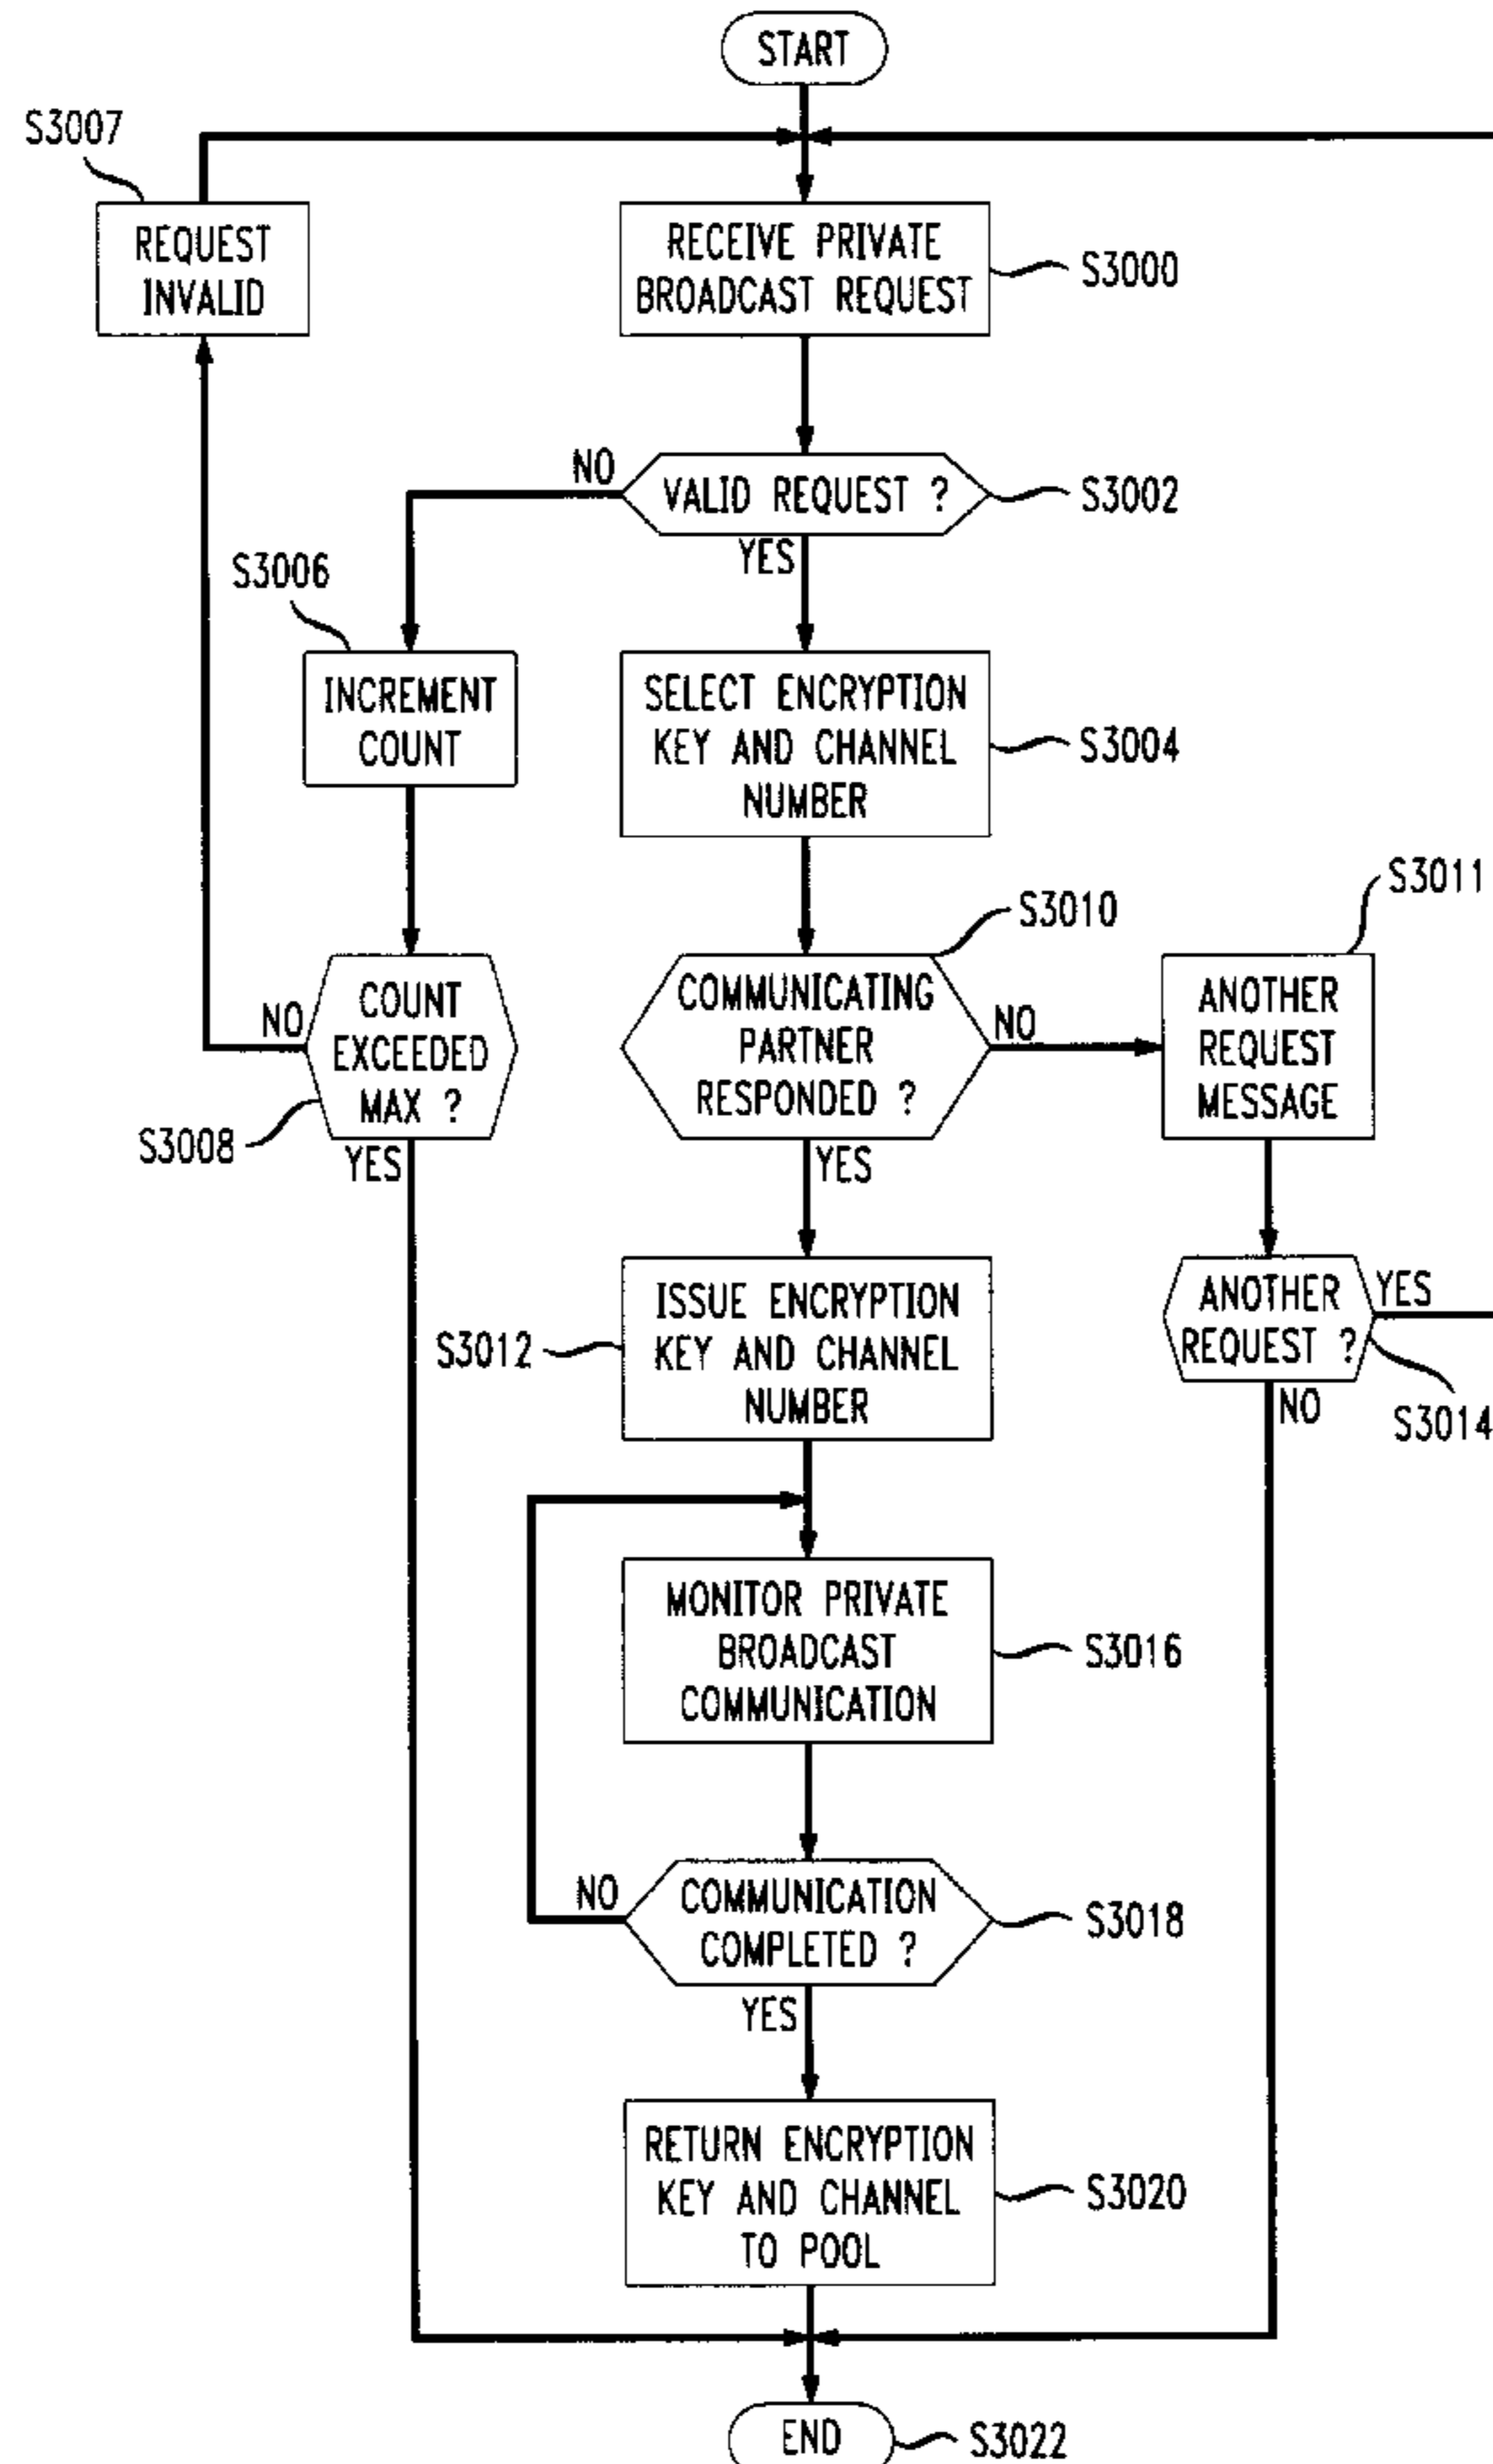 START
S3007
REQUEST
INVALID
RECEIVE PRIVATE
BROADCAST REQUEST
S3000
NO
VALID REQUEST ?
S3002
YES
S3006
INCREMENT
COUNT
SELECT ENCRYPTION
KEY AND CHANNEL
NUMBER
S3004
S3010
S3011
NO
COUNT
EXCEEDED
MAX ?
S3008
YES
COMMUNICATING
PARTNER
RESPONDED ?
NO
YES
ANOTHER
REQUEST
MESSAGE
S3012
ISSUE ENCRYPTION
KEY AND CHANNEL
NUMBER
ANOTHER
REQUEST ?
YES
NO
S3014
MONITOR PRIVATE
BROADCAST
COMMUNICATION
S3016
NO
COMMUNICATION
COMPLETED ?
S3018
YES
RETURN ENCRYPTION
KEY AND CHANNEL
TO POOL
S3020
END
S3022